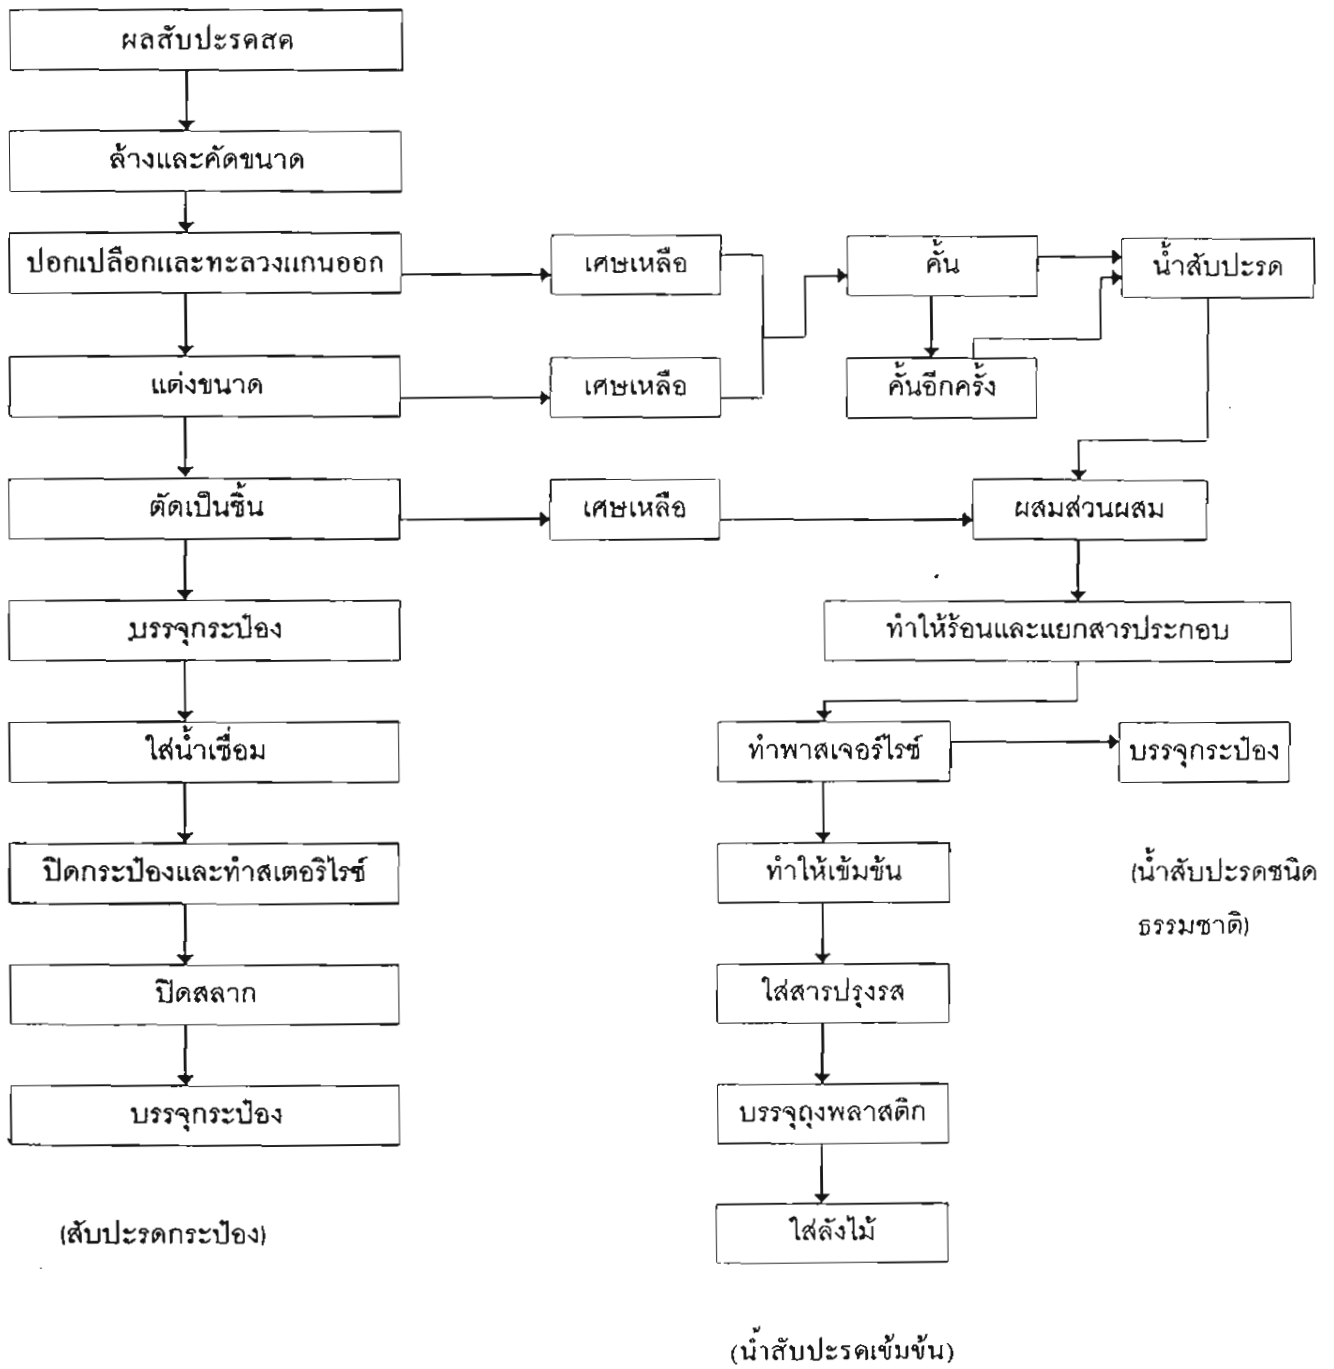 ผลสับปะรดสด
ล้างและคัดขนาด
ปอกเปลือกและทะลวงแกนออก
เศษเหลือ
คั้น
น้ำสับปะรด
แต่งขนาด
เศษเหลือ
คั้นอีกครั้ง
ตัดเป็นชิ้น
เศษเหลือ
ผสมส่วนผสม
บรรจุกระป๋อง
ทำให้ร้อนและแยกสารประกอบ
ใส่น้ำเชื่อม
ทำพาสเจอร์ไรซ์
บรรจุกระป๋อง
ปิดกระป๋องและทำสเตอริไรซ์
ทำให้เข้มข้น
(น้ำสับปะรดชนิด
ธรรมชาติ)
ปิดสลาก
ใส่สารปรุงรส
บรรจุกระป๋อง
บรรจุถุงพลาสติก
(สับปะรดกระป๋อง)
ใส่ลังไม้
(น้ำสับปะรดเข้มข้น)